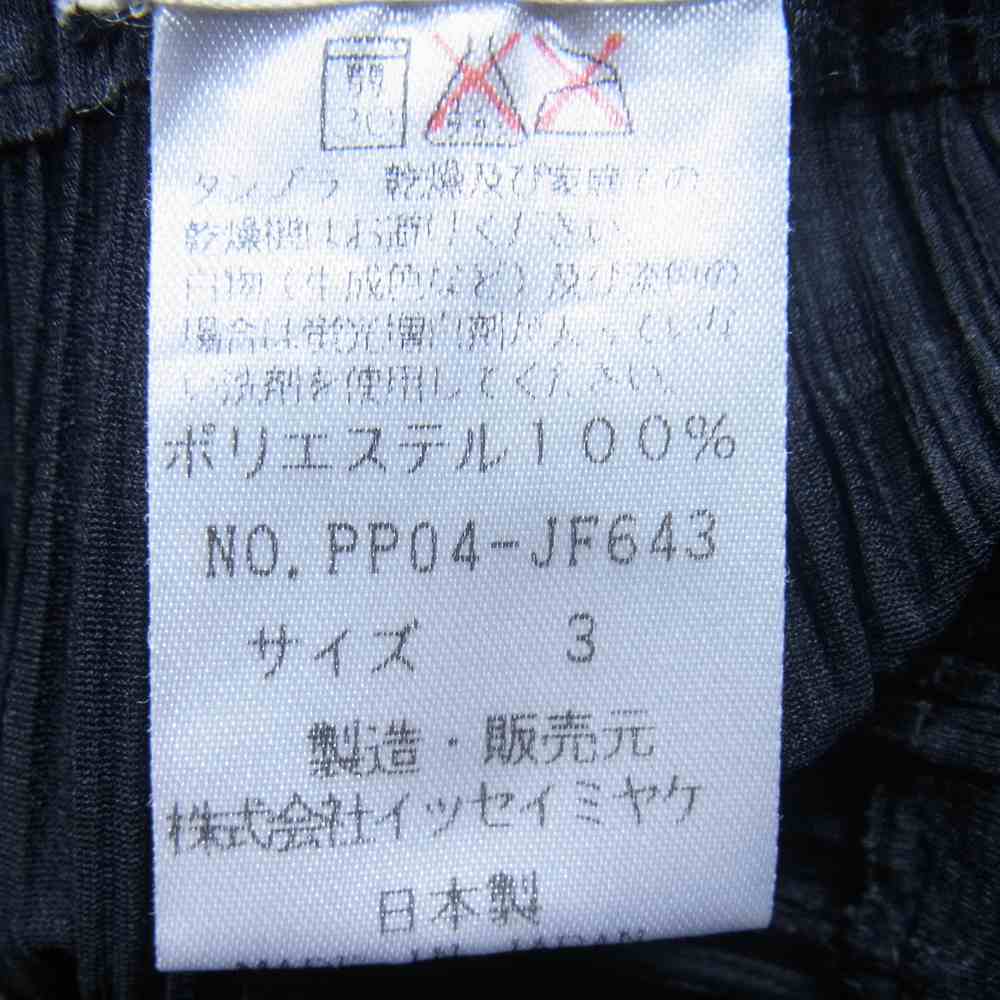 弱
30
タンブラー乾燥及び家庭での
乾燥機はお避けください。
白物（生成色など）及び淡色の
場合は蛍光増白剤が入っていな
い洗剤を使用してください。
ポリエステル100%
NO. PP04-JF643
サイズ 3
製造・販売元
株式会社イッセイミヤケ
日本製
MADE IN JAPAN